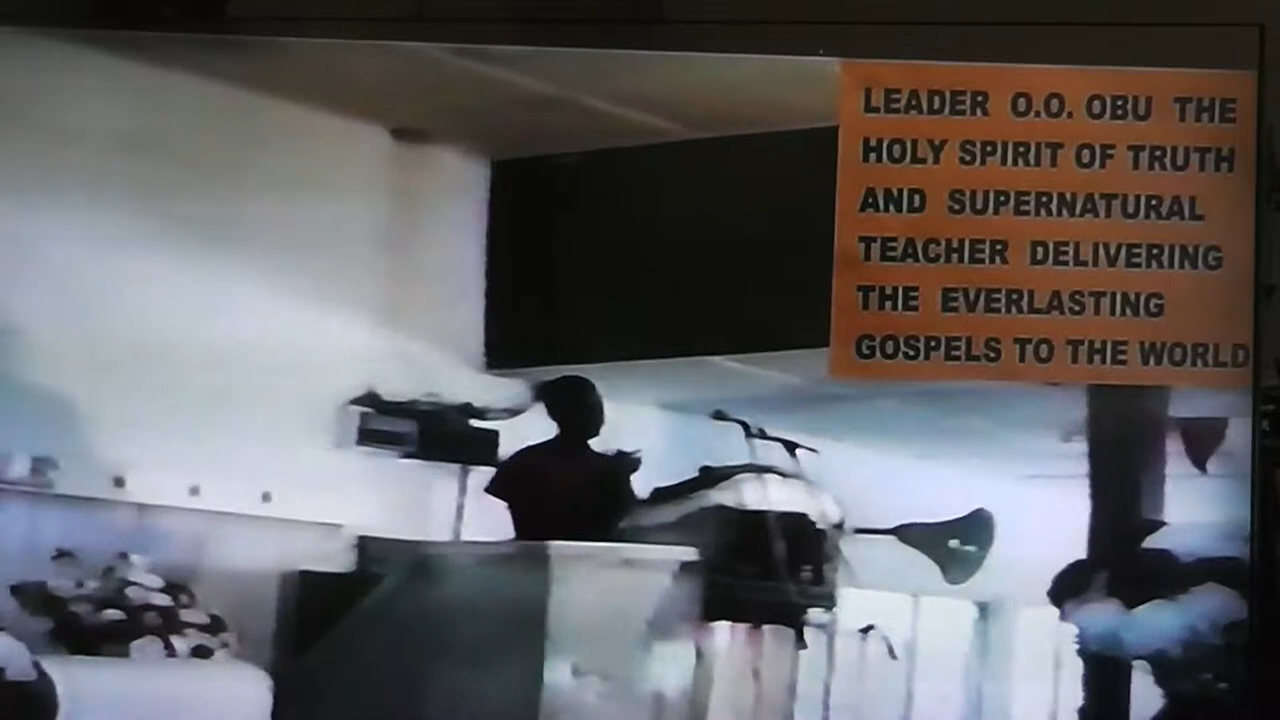 LEADER O.O. OBU THE
HOLY SPIRIT OF TRUTH
AND SUPERNATURAL
TEACHER DELIVERING
THE EVERLASTING
GOSPELS TO THE WORLD